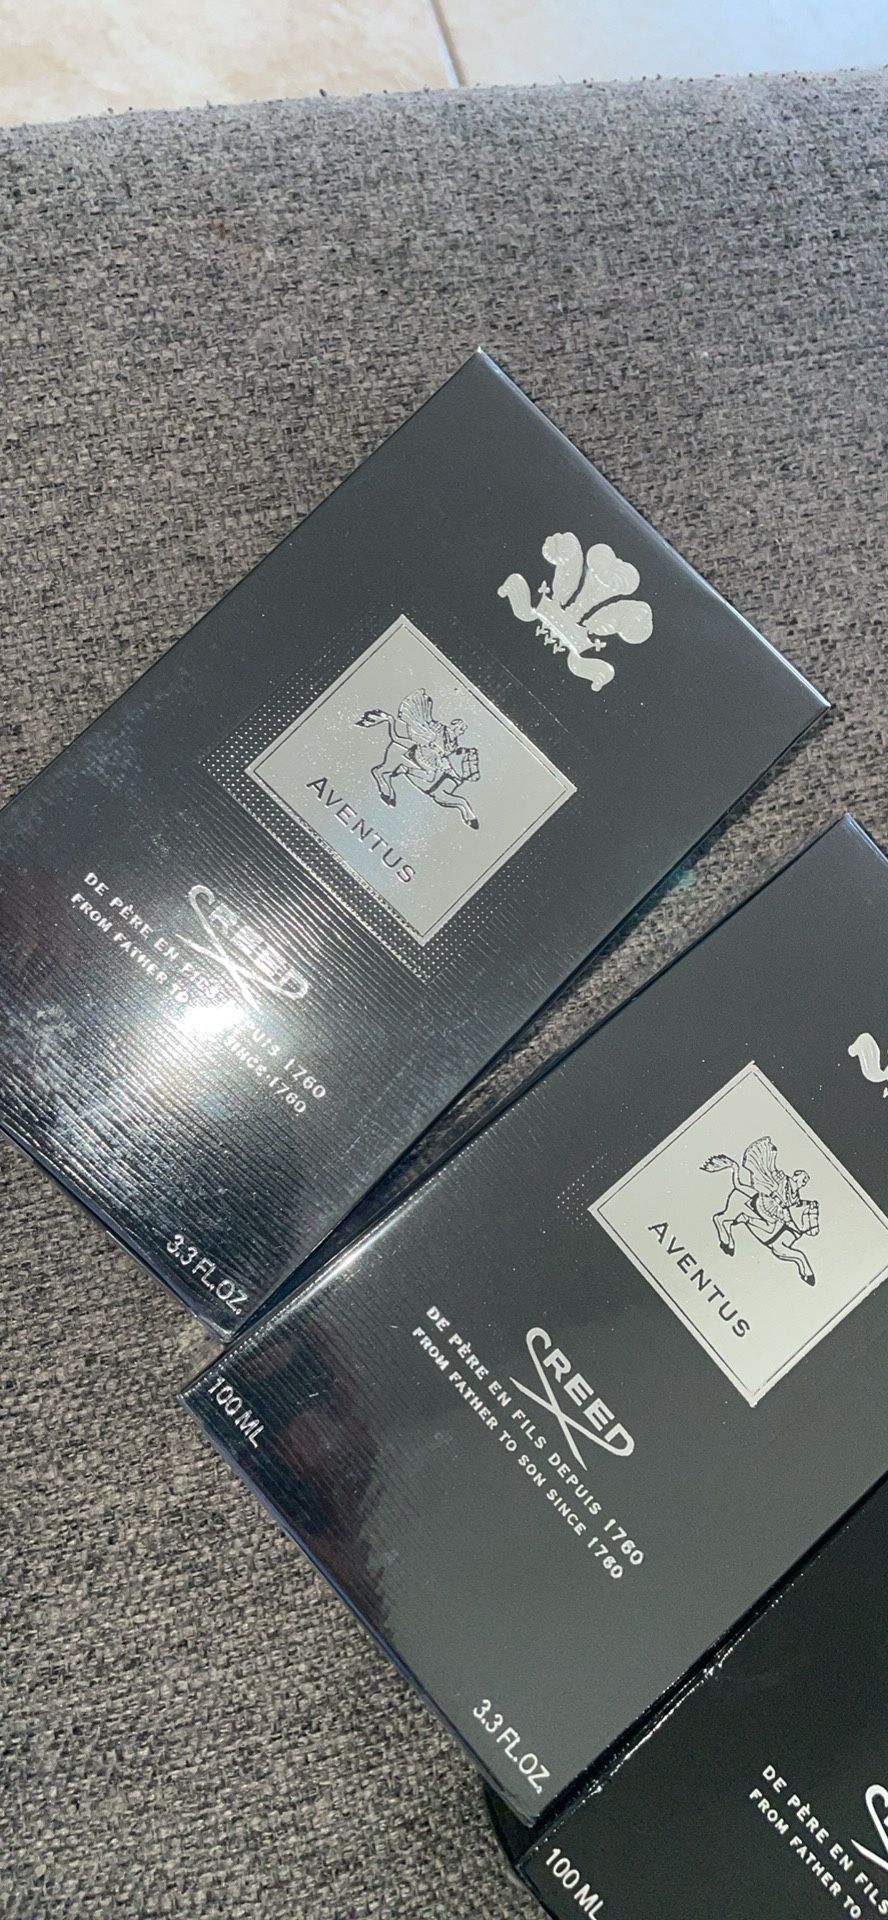 AVENTUS
CREED
DE PÈRE EN FILS DEPUIS 1760
FROM FATHER TO SON SINCE 1760
3.3 FL.OZ.
100 ML
AVENTUS
CREED
DE PÈRE EN FILS DEPUIS 1760
FROM FATHER TO SON SINCE 1760
3.3 FL.OZ.
100 ML
DE PÈRE EN FILS
FROM FATHER TO